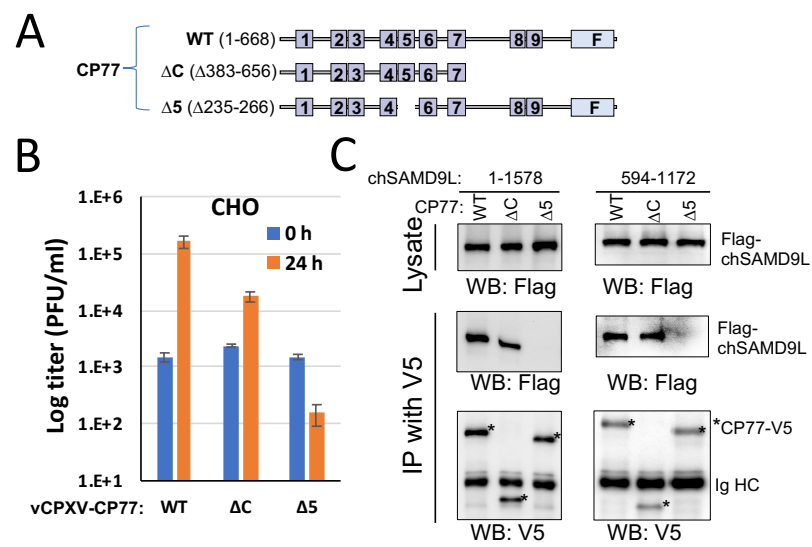 A
CP77
WT (1-668) 1 2 3 4 5 6 7 8 9 F
ΔC (Δ383-656) 1 2 3 4 5 6 7
Δ5 (Δ235-266) 1 2 3 4 6 7 8 9 F
B
CHO
0 h
24 h
Log titer (PFU/ml)
1.E+6
1.E+5
1.E+4
1.E+3
1.E+2
1.E+1
vCPXV-CP77: WT ΔC Δ5
C
chSAMD9L: 1-1578 594-1172
CP77: WT ΔC Δ5 WT ΔC Δ5
Lysate
Flag-
chSAMD9L
WB: Flag WB: Flag
IP with V5
Flag-
chSAMD9L
WB: Flag WB: Flag
* * * *
*CP77-V5
Ig HC
* *
WB: V5 WB: V5